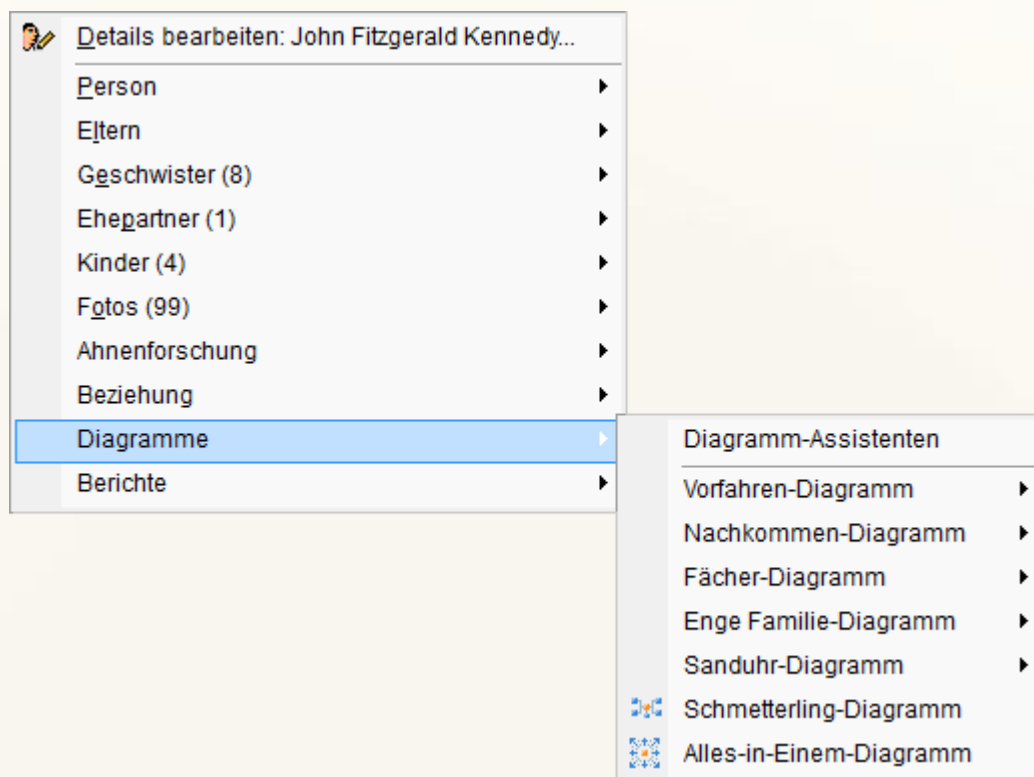 Details bearbeiten: John Fitzgerald Kennedy...
Person
Eltern
Geschwister (8)
Ehepartner (1)
Kinder (4)
Fotos (99)
Ahnenforschung
Beziehung
Diagramme
Berichte
Diagramm-Assistenten
Vorfahren-Diagramm
Nachkommen-Diagramm
Fächer-Diagramm
Enge Familie-Diagramm
Sanduhr-Diagramm
Schmetterling-Diagramm
Alles-in-Einem-Diagramm